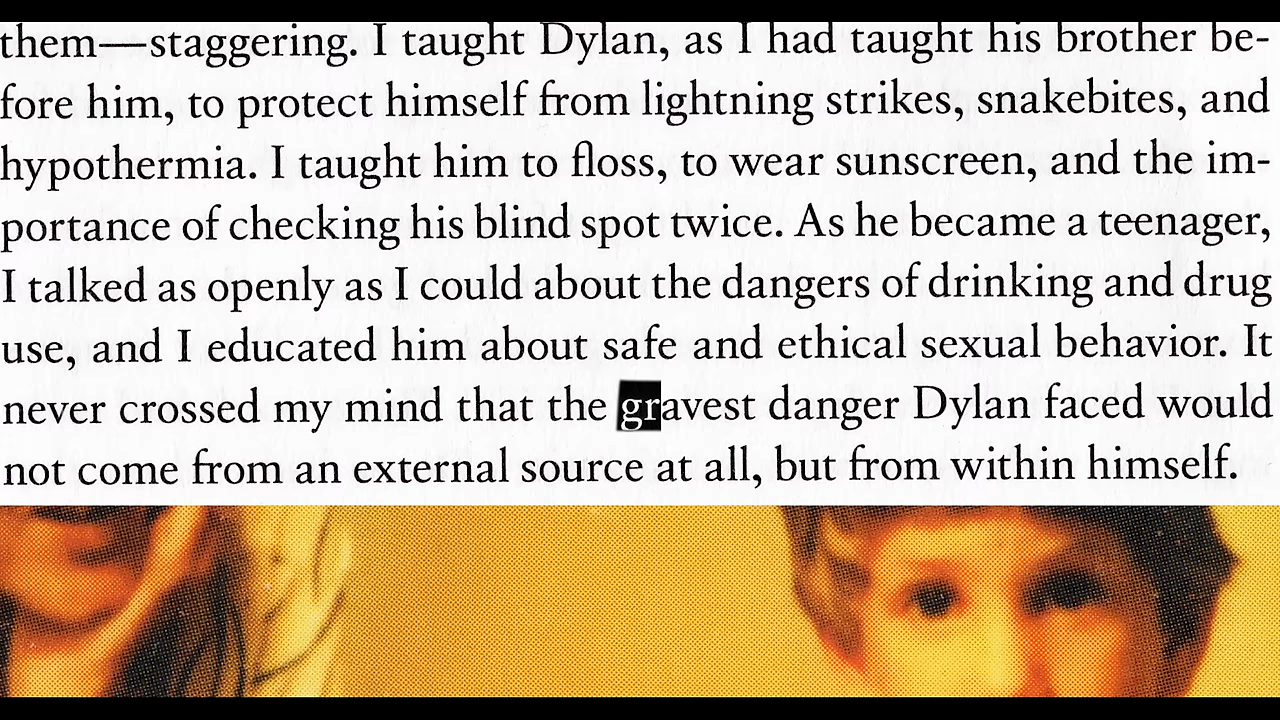 them—staggering. I taught Dylan, as I had taught his brother be-
fore him, to protect himself from lightning strikes, snakebites, and
hypothermia. I taught him to floss, to wear sunscreen, and the im-
portance of checking his blind spot twice. As he became a teenager,
I talked as openly as I could about the dangers of drinking and drug
use, and I educated him about safe and ethical sexual behavior. It
never crossed my mind that the gravest danger Dylan faced would
not come from an external source at all, but from within himself.